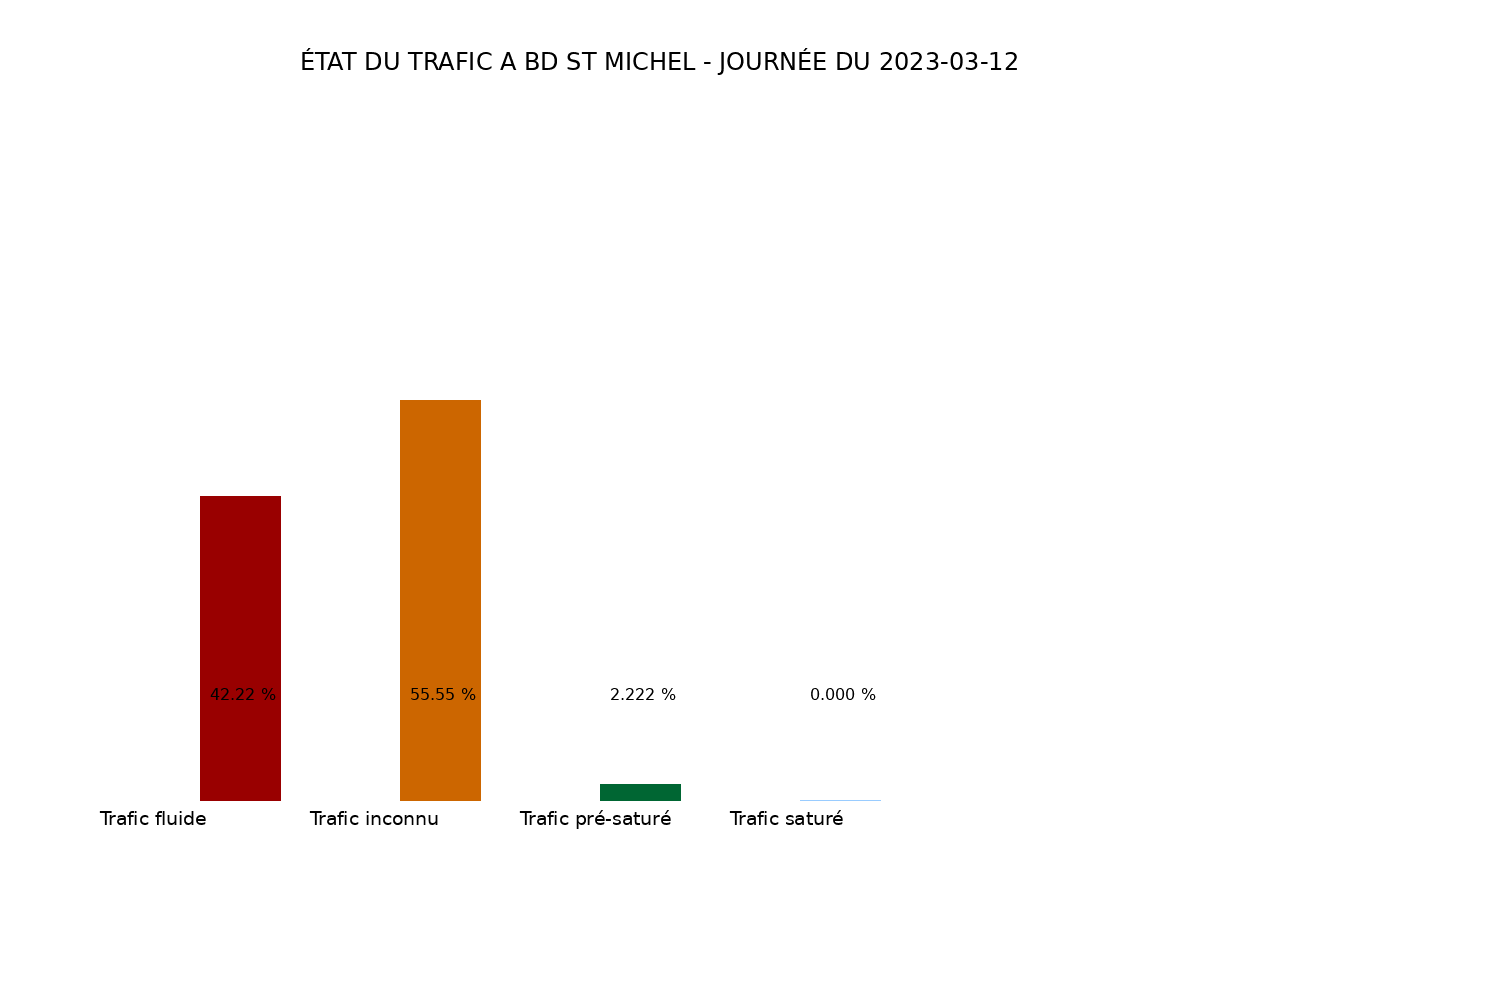 ÉTAT DU TRAFIC A BD ST MICHEL - JOURNÉE DU 2023-03-12
42.22 % 55.55 % 2.222 % 0.000 %
Trafic fluide Trafic inconnu Trafic pré-saturé Trafic saturé